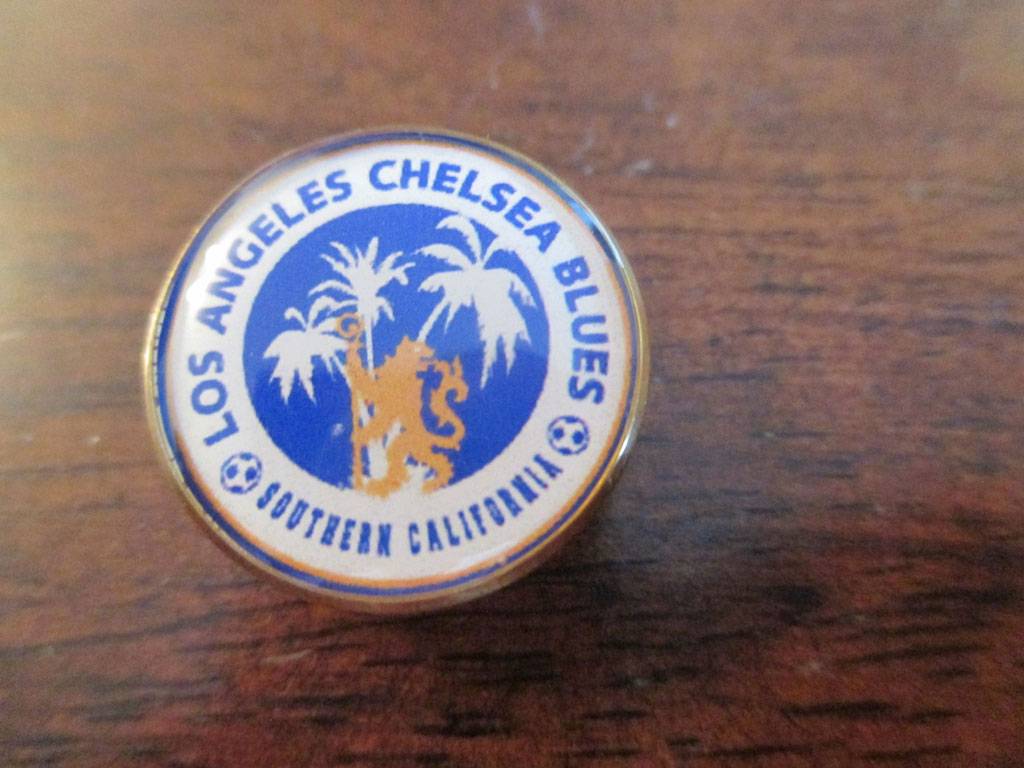 LOS ANGELES CHELSEA BLUES
SOUTHERN CALIFORNIA